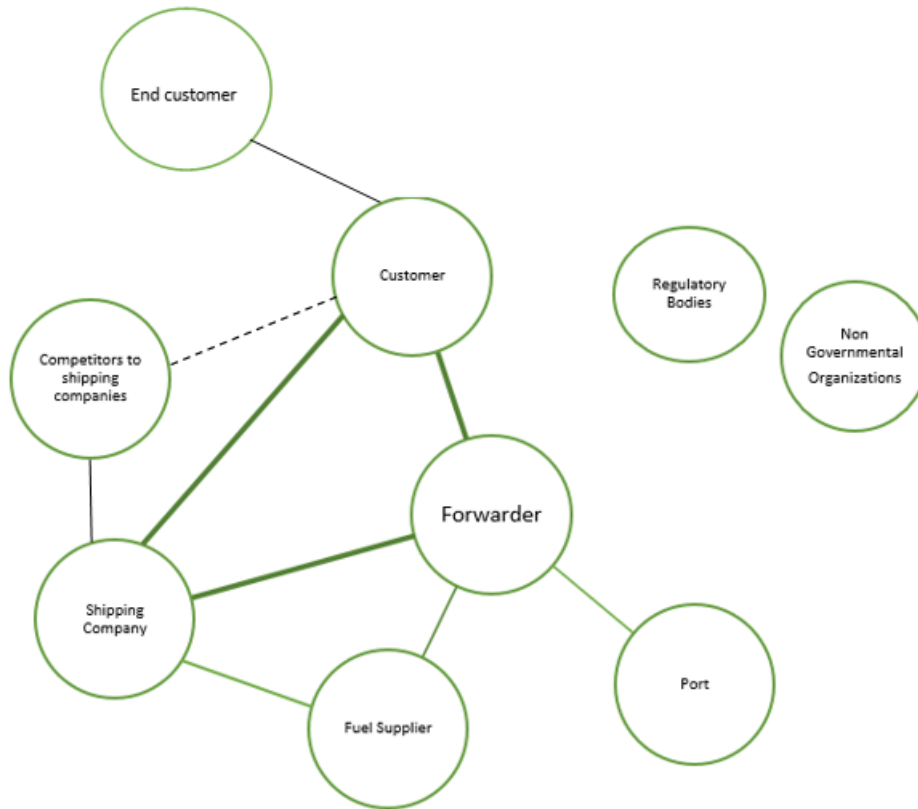 End customer
Customer
Regulatory
Bodies
Non
Governmental
Organizations
Competitors to
shipping
companies
Forwarder
Shipping
Company
Port
Fuel Supplier